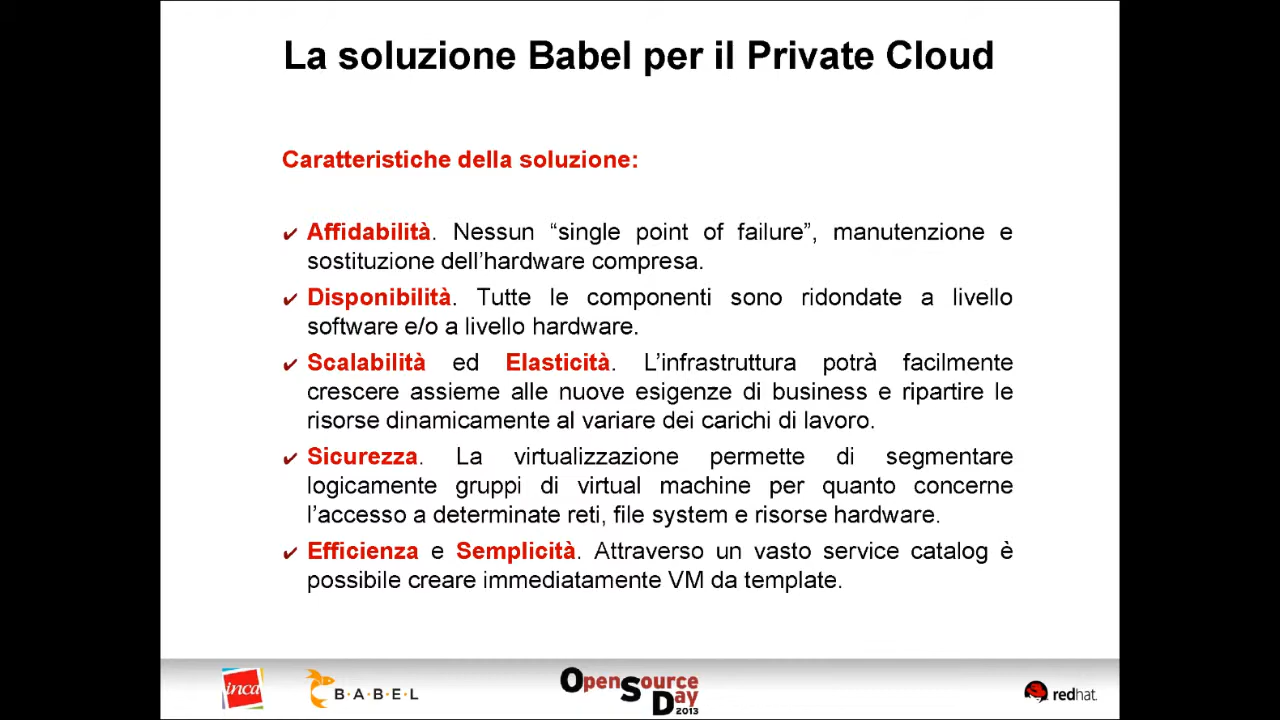 La soluzione Babel per il Private Cloud
Caratteristiche della soluzione:
✔ Affidabilità. Nessun “single point of failure”, manutenzione e
sostituzione dell’hardware compresa.
✔ Disponibilità. Tutte le componenti sono ridondate a livello
software e/o a livello hardware.
✔ Scalabilità ed Elasticità. L’infrastruttura potrà facilmente
crescere assieme alle nuove esigenze di business e ripartire le
risorse dinamicamente al variare dei carichi di lavoro.
✔ Sicurezza. La virtualizzazione permette di segmentare
logicamente gruppi di virtual machine per quanto concerne
l’accesso a determinate reti, file system e risorse hardware.
✔ Efficienza e Semplicità. Attraverso un vasto service catalog è
possibile creare immediatamente VM da template.
inca
B·A·B·E·L
OpenSource
Day
2013
redhat.